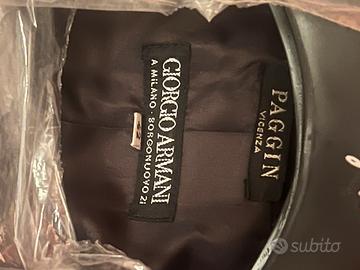 GIORGIO ARMANI
A MILANO · BORGONUOVO 21
PAGGIN
VICENZA
subito